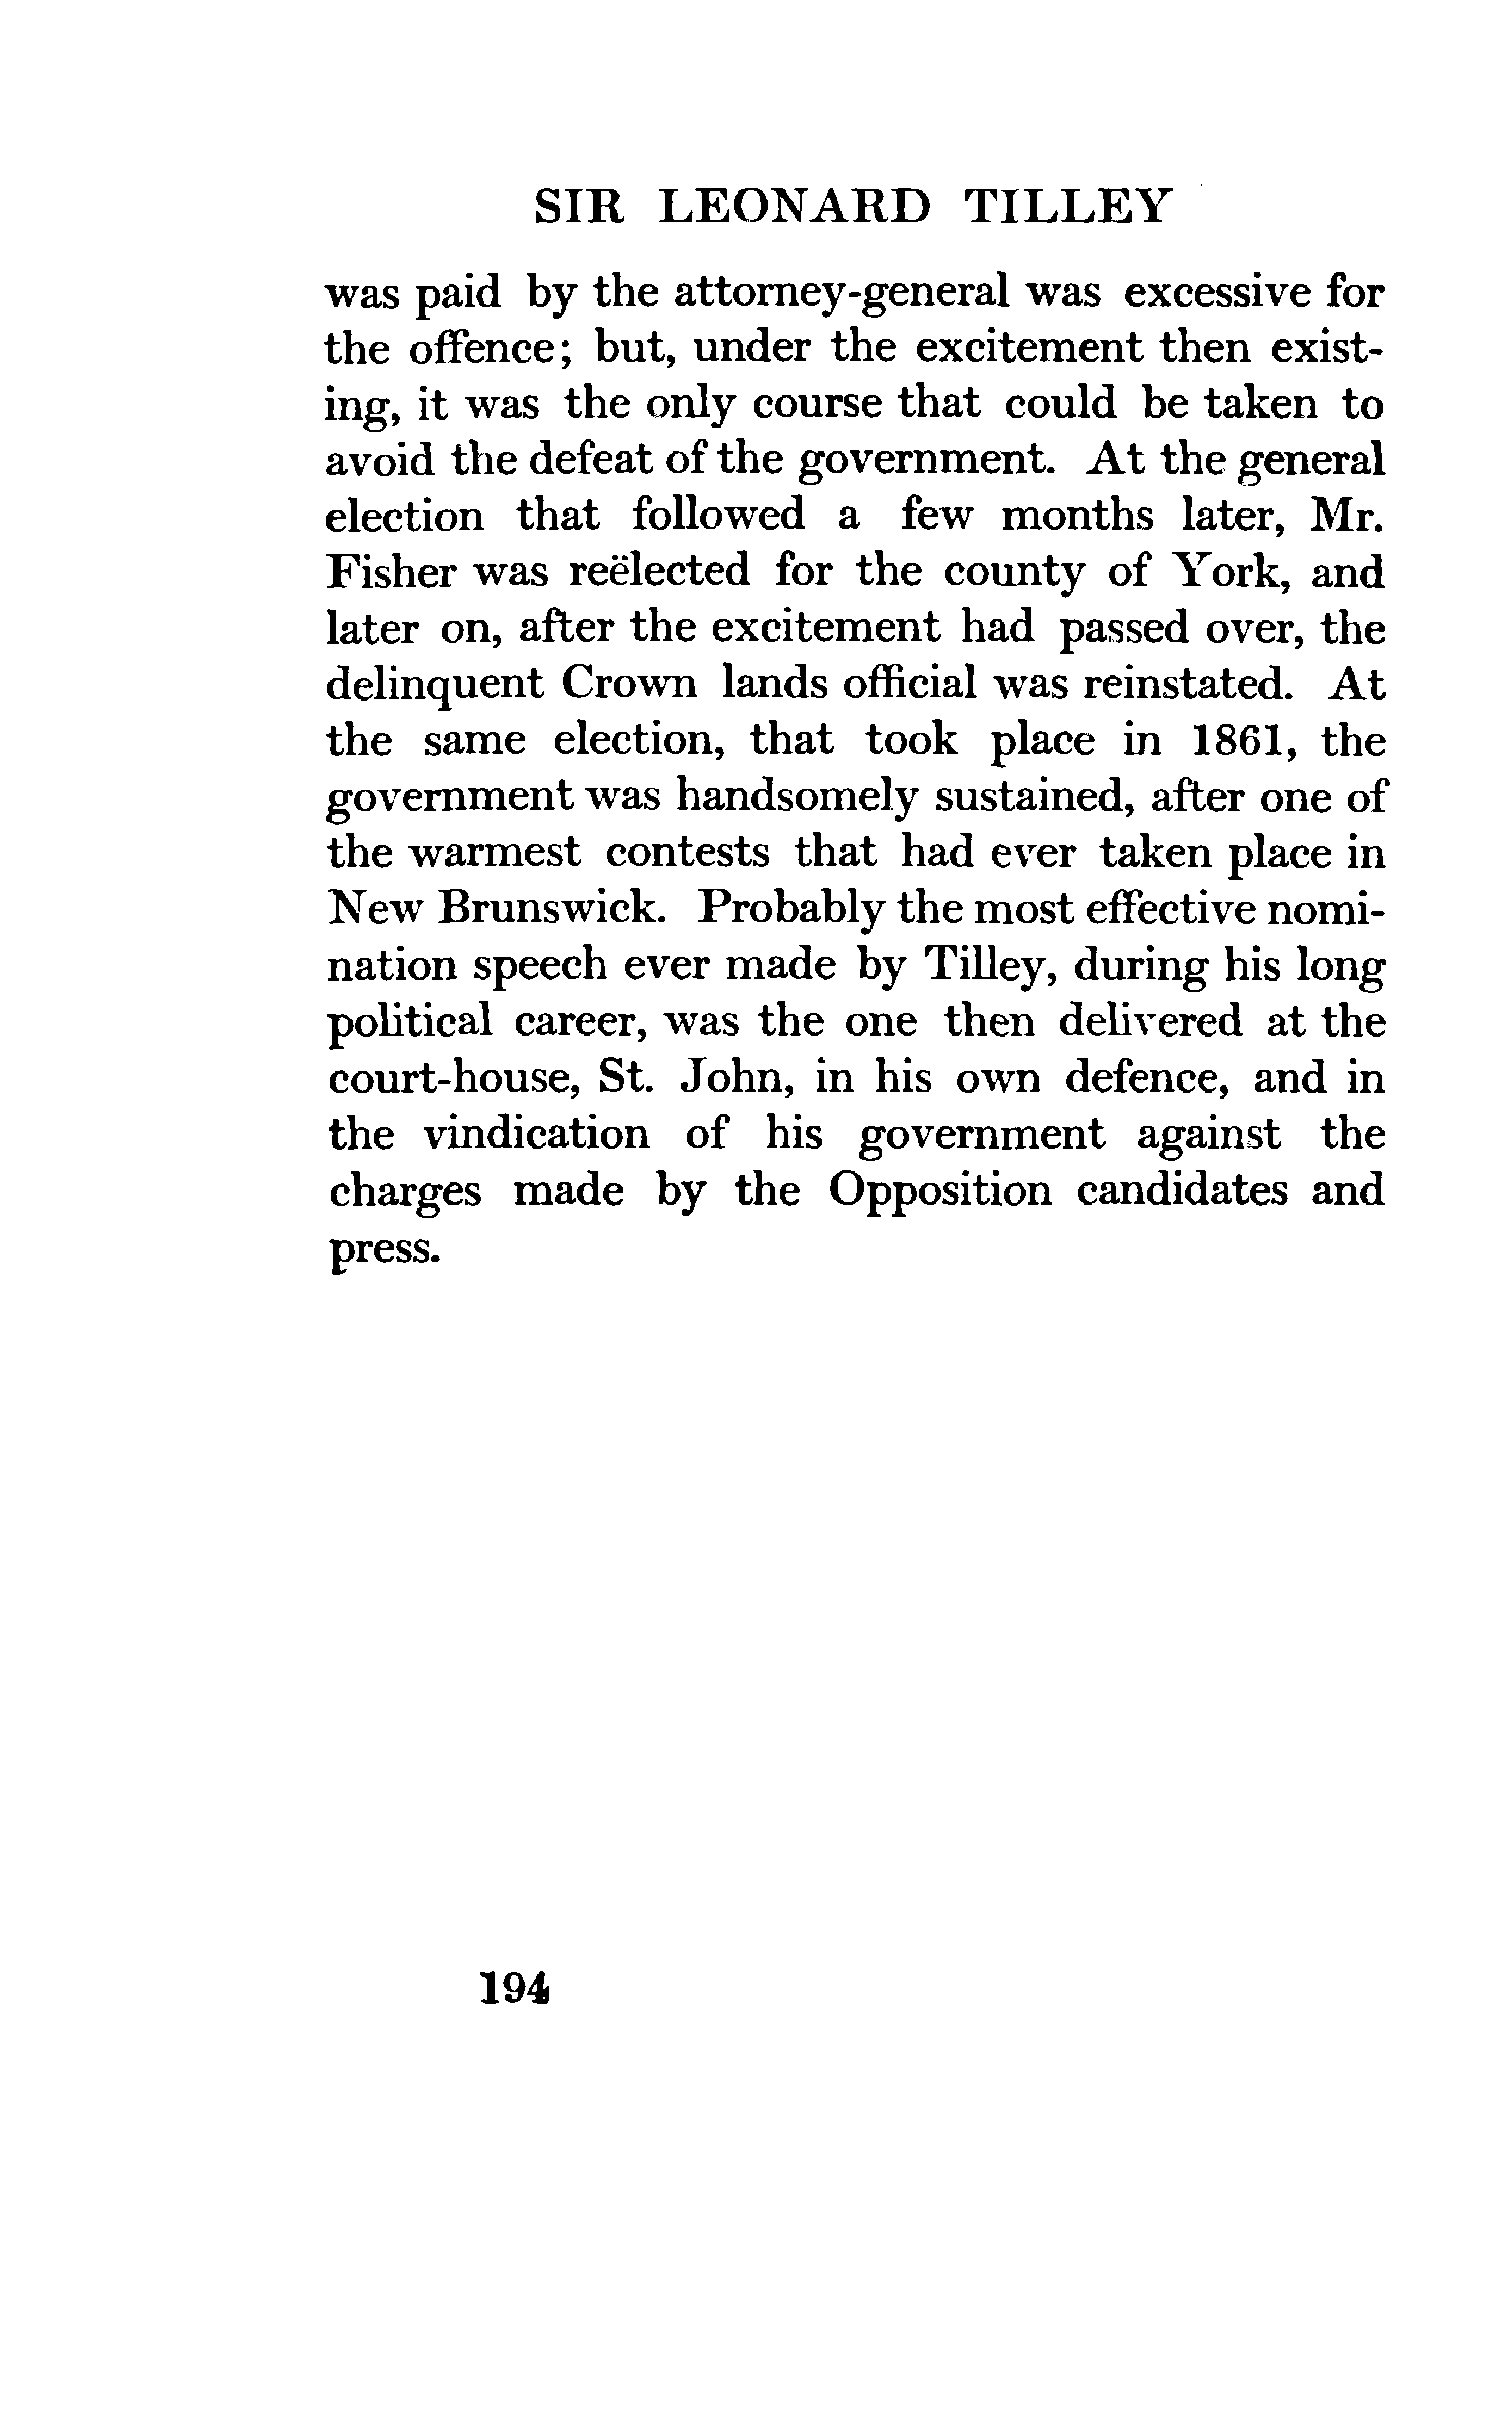 SIR LEONARD TILLEY
was paid by the attorney-general was excessive for
the offence; but, under the excitement then exist-
ing, it was the only course that could be taken to
avoid the defeat of the government. At the general
election that followed a few months later, Mr.
Fisher was reëlected for the county of York, and
later on, after the excitement had passed over, the
delinquent Crown lands official was reinstated. At
the same election, that took place in 1861, the
government was handsomely sustained, after one of
the warmest contests that had ever taken place in
New Brunswick. Probably the most effective nomi-
nation speech ever made by Tilley, during his long
political career, was the one then delivered at the
court-house, St. John, in his own defence, and in
the vindication of his government against the
charges made by the Opposition candidates and
press.
194